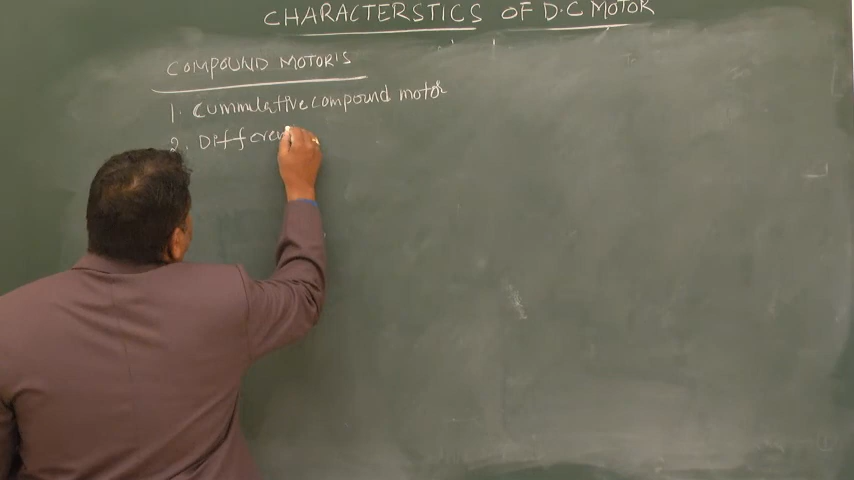 CHARACTERSTICS OF D.C MOTOR
COMPOUND MOTOR'S
1. Cummulative compound motor
2. Differen